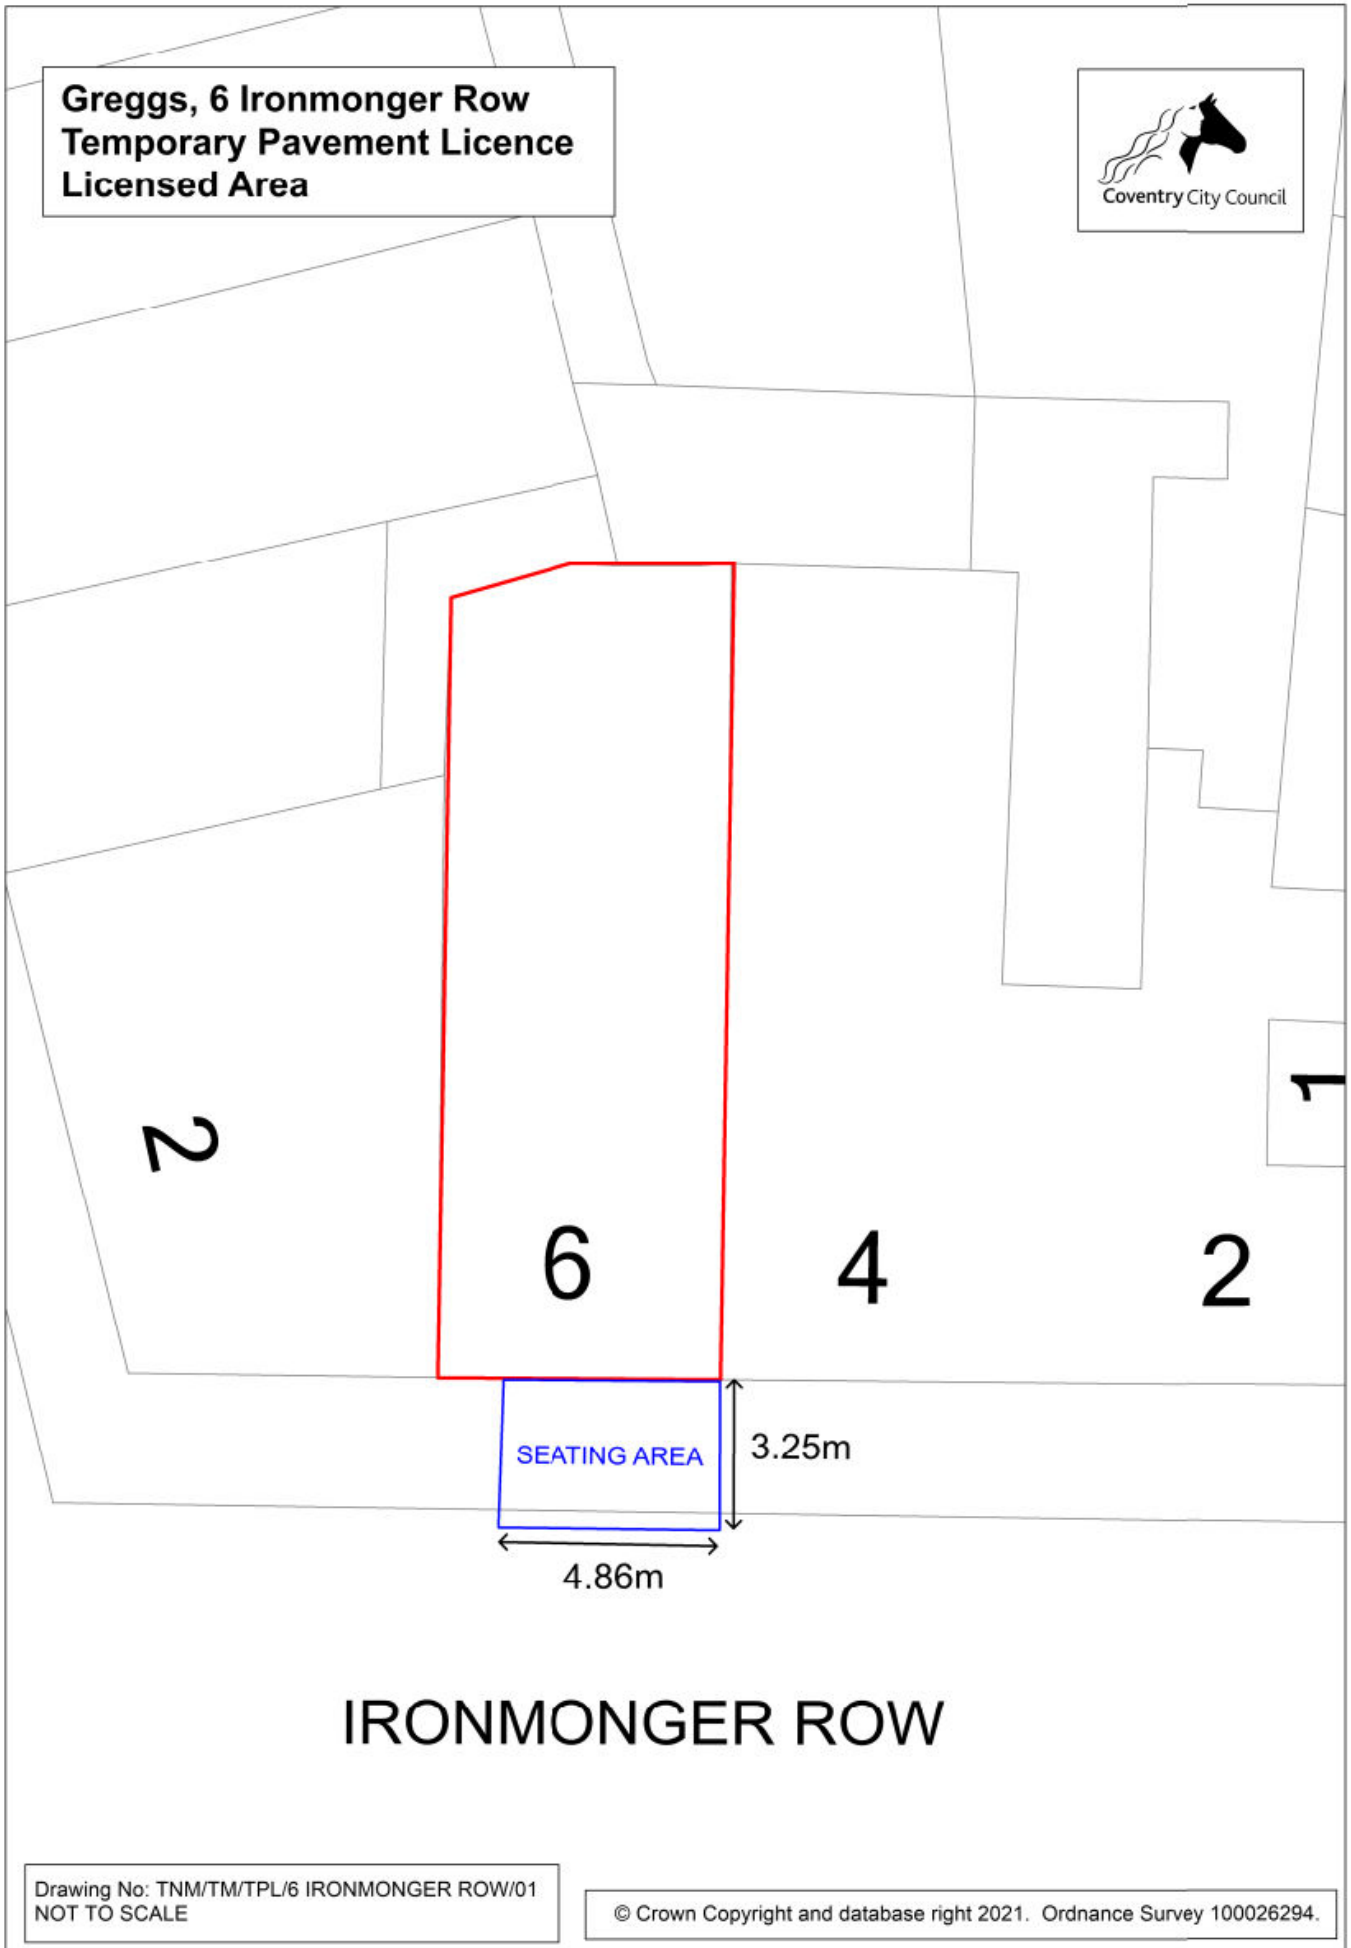 Greggs, 6 Ironmonger Row
Temporary Pavement Licence
Licensed Area
Coventry City Council
1
2
6
4
2
SEATING AREA
3.25m
4.86m
IRONMONGER ROW
Drawing No: TNM/TM/TPL/6 IRONMONGER ROW/01
NOT TO SCALE
© Crown Copyright and database right 2021. Ordnance Survey 100026294.